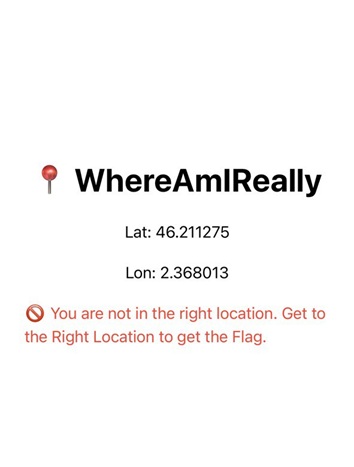 📍 WhereAmIReally
Lat: 46.211275
Lon: 2.368013
🚫 You are not in the right location. Get to
the Right Location to get the Flag.